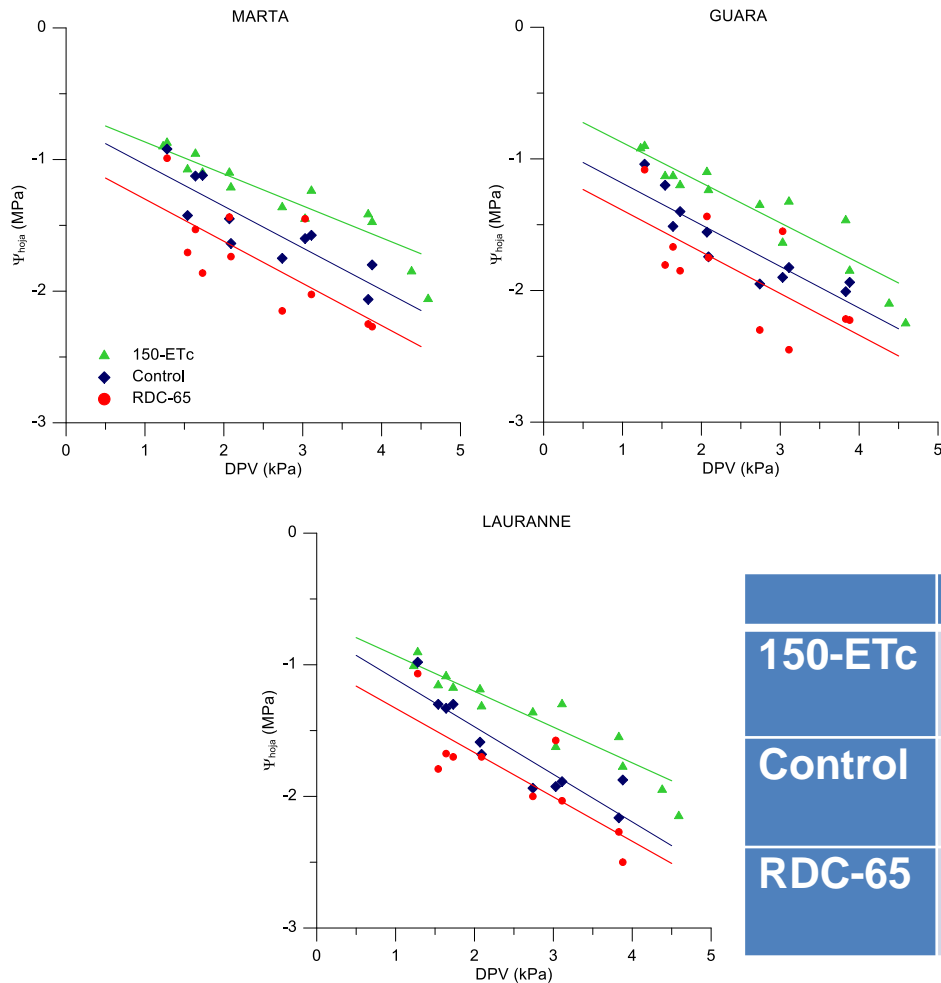 MARTA
0
-1
-2
-3
Ψhoja (MPa)
150-ETc
Control
RDC-65
0 1 2 3 4 5
DPV (kPa)
GUARA
0
-1
-2
-3
Ψhoja (MPa)
0 1 2 3 4 5
DPV (kPa)
LAURANNE
0
-1
-2
-3
Ψhoja (MPa)
0 1 2 3 4 5
DPV (kPa)
150-ETc
Control
RDC-65